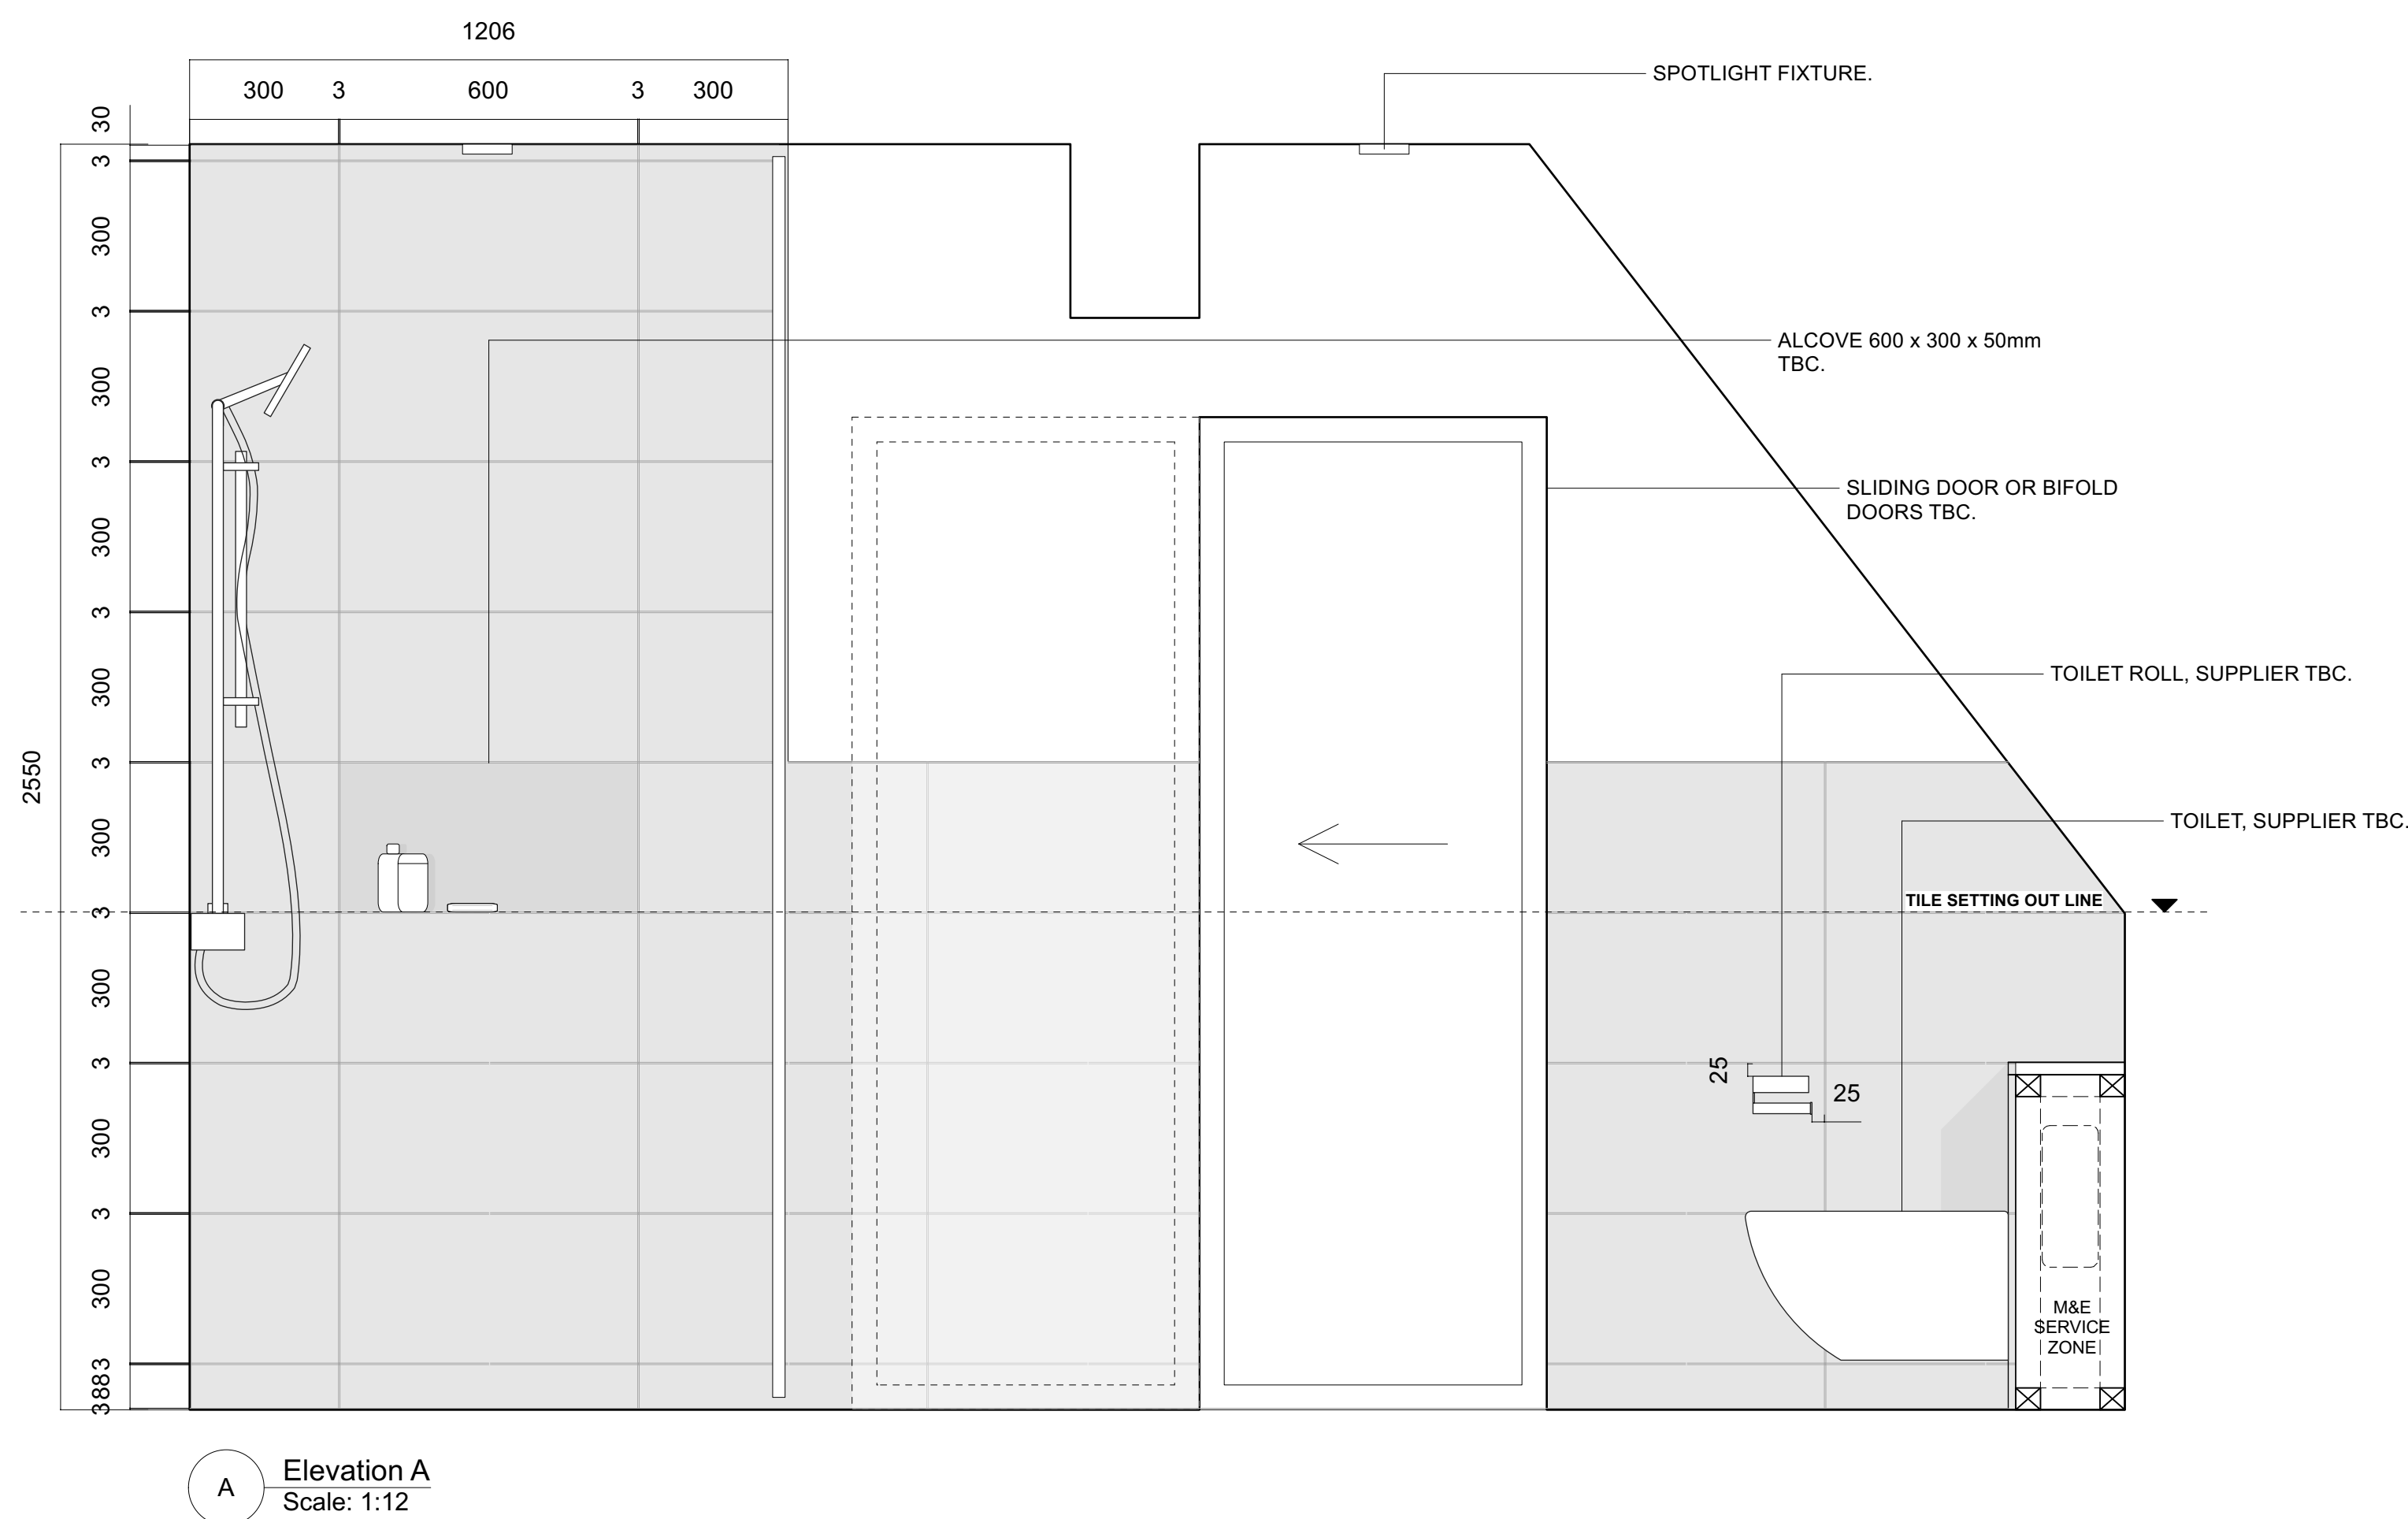 1206
300 3 600 3 300
SPOTLIGHT FIXTURE.
30
3
300
3
300
3
300
3
300
3
300
3
300
3
300
3
300
3
3883
2550
ALCOVE 600 x 300 x 50mm
TBC.
SLIDING DOOR OR BIFOLD
DOORS TBC.
TOILET ROLL, SUPPLIER TBC.
TOILET, SUPPLIER TBC.
TILE SETTING OUT LINE
25
25
M&E
SERVICE
ZONE
A
Elevation A
Scale: 1:12